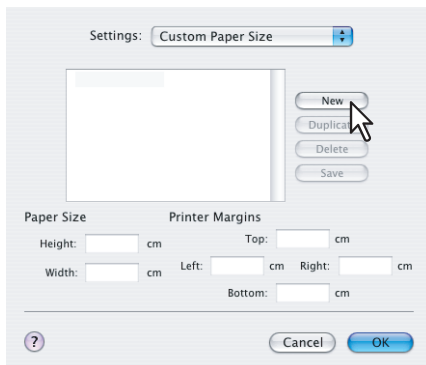 Settings: Custom Paper Size
New
Duplicat
Delete
Save
Paper Size Printer Margins
Height: cm Top: cm
Width: cm Left: cm Right: cm
Bottom: cm
? Cancel OK